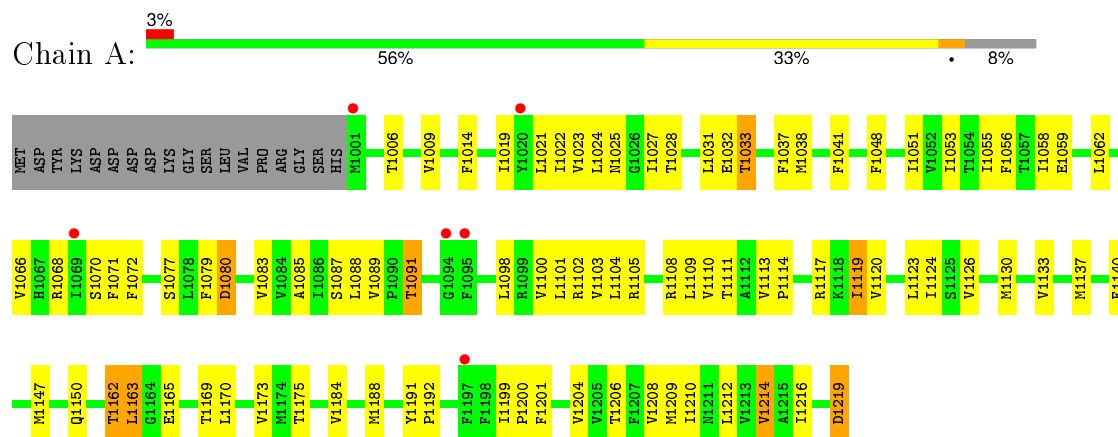 3%
Chain A:
56% 33% • 8%
MET ASP TYR LYS ASP ASP ASP ASP LYS GLY SER LEU VAL PRO ARG GLY SER HIS M1001 T1006 V1009 F1014 I1019 Y1020 L1021 I1022 V1023 L1024 N1025 G1026 I1027 T1028 L1031 E1032 T1033 F1037 M1038 F1041 F1048 I1051 V1052 I1053 T1054 I1055 F1056 T1057 I1058 E1059 L1062
V1066 H1067 R1068 I1069 S1070 F1071 F1072 S1077 L1078 F1079 D1080 V1083 V1084 A1085 I1086 S1087 L1088 V1089 P1090 T1091 G1094 F1095 L1098 R1099 V1100 L1101 R1102 V1103 L1104 R1105 R1108 L1109 V1110 T1111 A1112 V1113 P1114 R1117 K1118 I1119 V1120 L1123 I1124 S1125 V1126 M1130 V1133 M1137
M1147 Q1150 T1162 L1163 G1164 E1165 T1169 L1170 V1173 M1174 T1175 V1184 M1188 Y1191 P1192 F1197 F1198 I1199 P1200 F1201 V1204 V1205 T1206 F1207 V1208 M1209 I1210 N1211 L1212 V1213 V1214 A1215 I1216 D1219